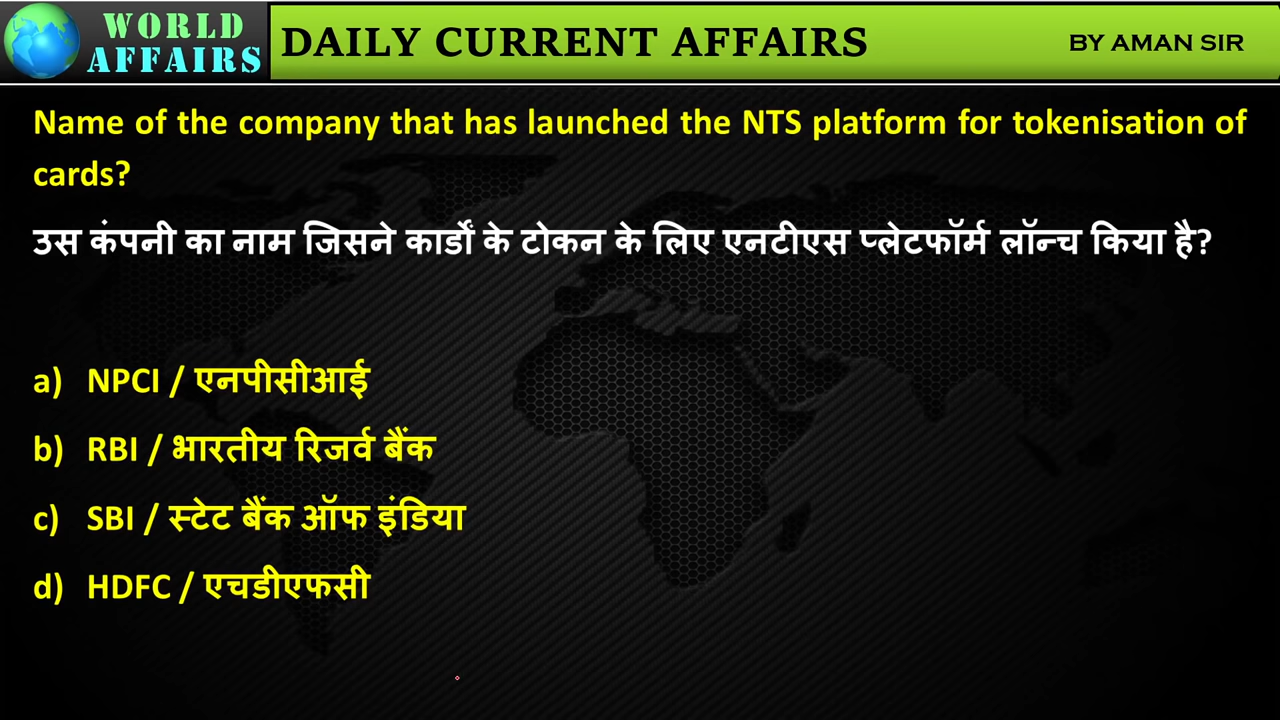 WORLD
AFFAIRS
DAILY CURRENT AFFAIRS
BY AMAN SIR
Name of the company that has launched the NTS platform for tokenisation of
cards?
उस कंपनी का नाम जिसने कार्डों के टोकन के लिए एनटीएस प्लेटफॉर्म लॉन्च किया है?
a) NPCI / एनपीसीआई
b) RBI / भारतीय रिजर्व बैंक
c) SBI / स्टेट बैंक ऑफ इंडिया
d) HDFC / एचडीएफसी